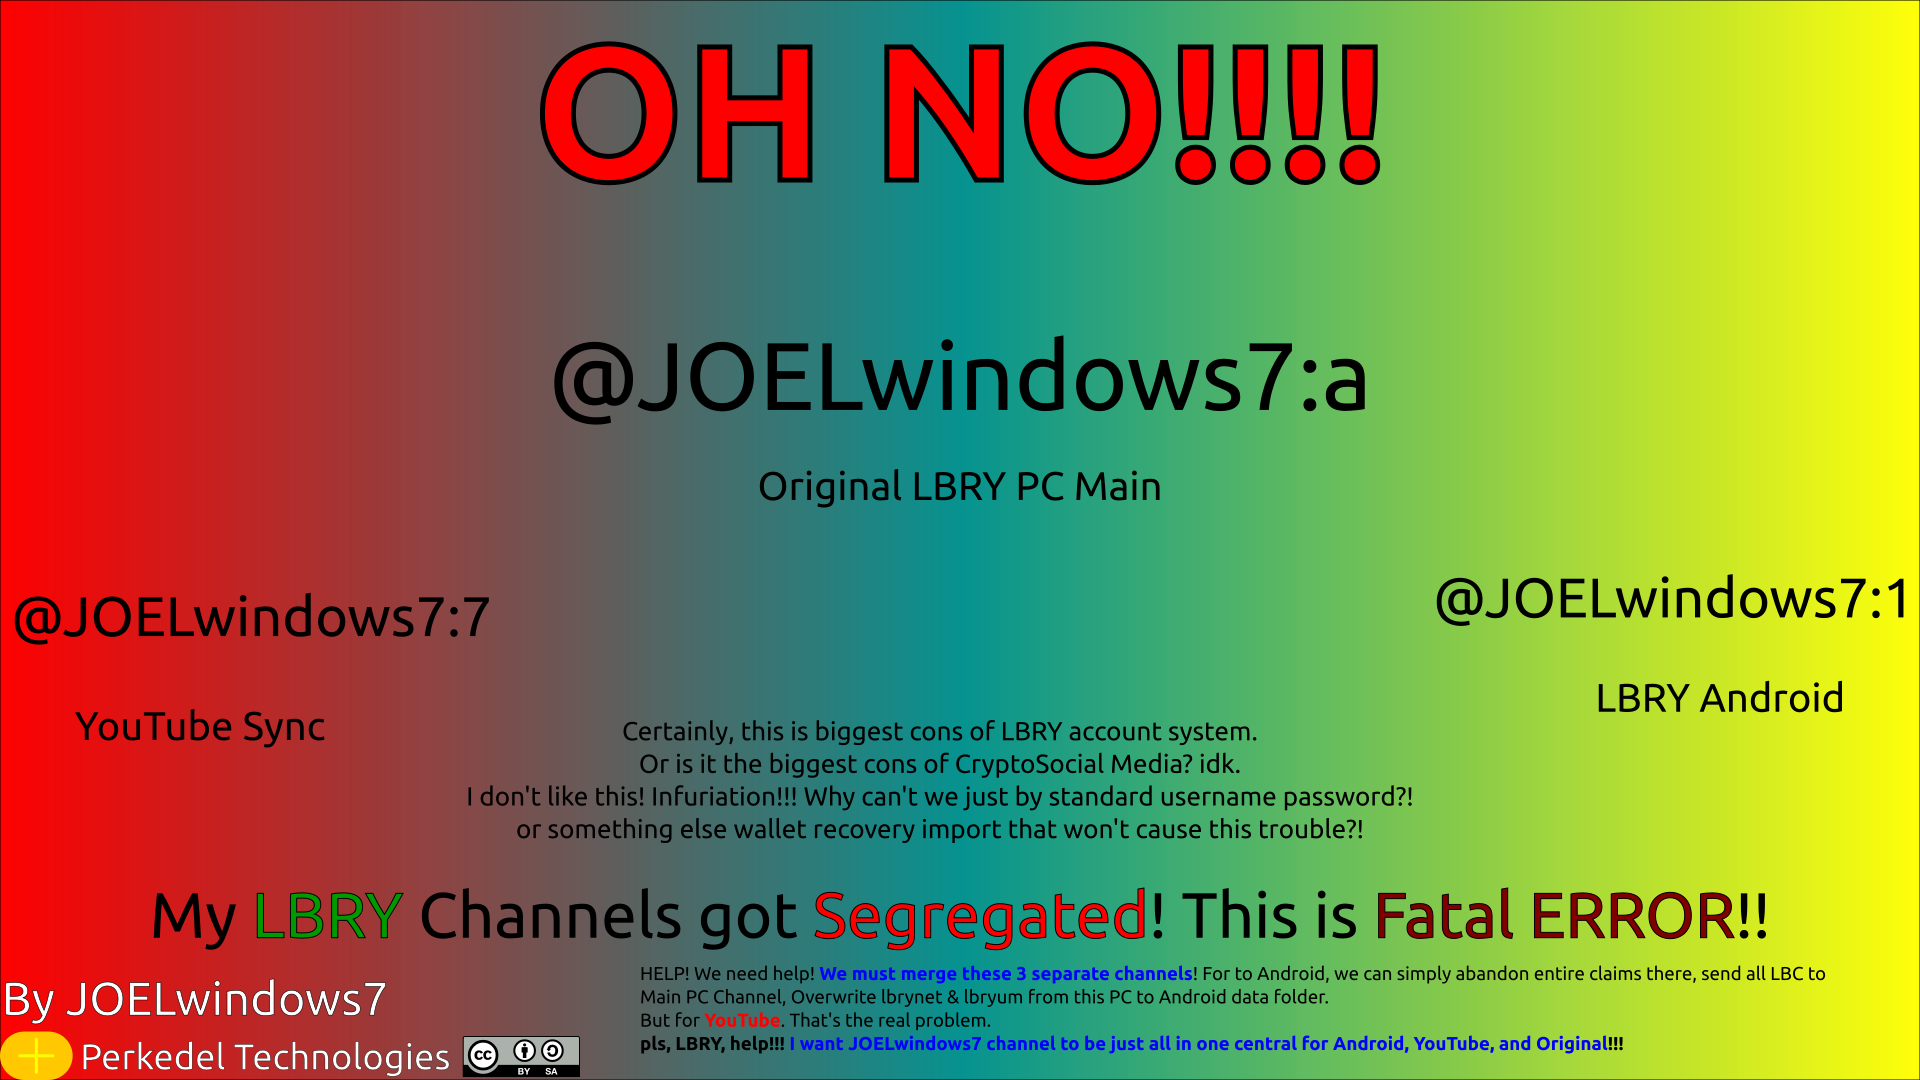 OH NO!!!!
@JOELwindows7:a
Original LBRY PC Main
@JOELwindows7:7
@JOELwindows7:1
YouTube Sync
LBRY Android
Certainly, this is biggest cons of LBRY account system.
Or is it the biggest cons of CryptoSocial Media? idk.
I don't like this! Infuriation!!! Why can't we just by standard username password?!
or something else wallet recovery import that won't cause this trouble?!
My LBRY Channels got Segregated! This is Fatal ERROR!!
HELP! We need help! We must merge these 3 separate channels! For to Android, we can simply abandon entire claims there, send all LBC to
Main PC Channel, Overwrite lbrynet & lbryum from this PC to Android data folder.
But for YouTube. That's the real problem.
pls, LBRY, help!!! I want JOELwindows7 channel to be just all in one central for Android, YouTube, and Original!!!
By JOELwindows7
Perkedel Technologies
cc BY SA